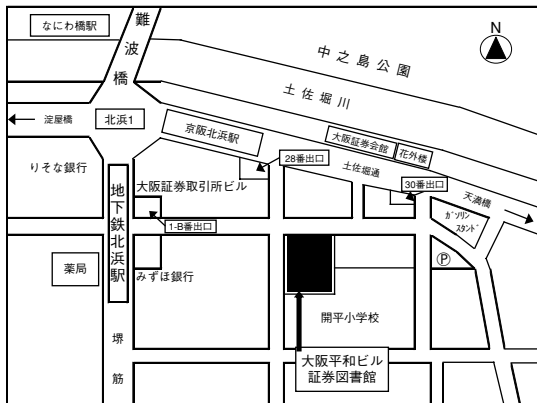 なにわ橋駅
難波橋
N
中之島公園
土佐堀川
淀屋橋
北浜1
京阪北浜駅
大阪証券会館
花外楼
土佐堀通
28番出口
30番出口
天満橋
りそな銀行
地下鉄北浜駅
大阪証券取引所ビル
1-B番出口
ガソリン
スタンド
P
薬局
みずほ銀行
開平小学校
堺筋
大阪平和ビル
証券図書館